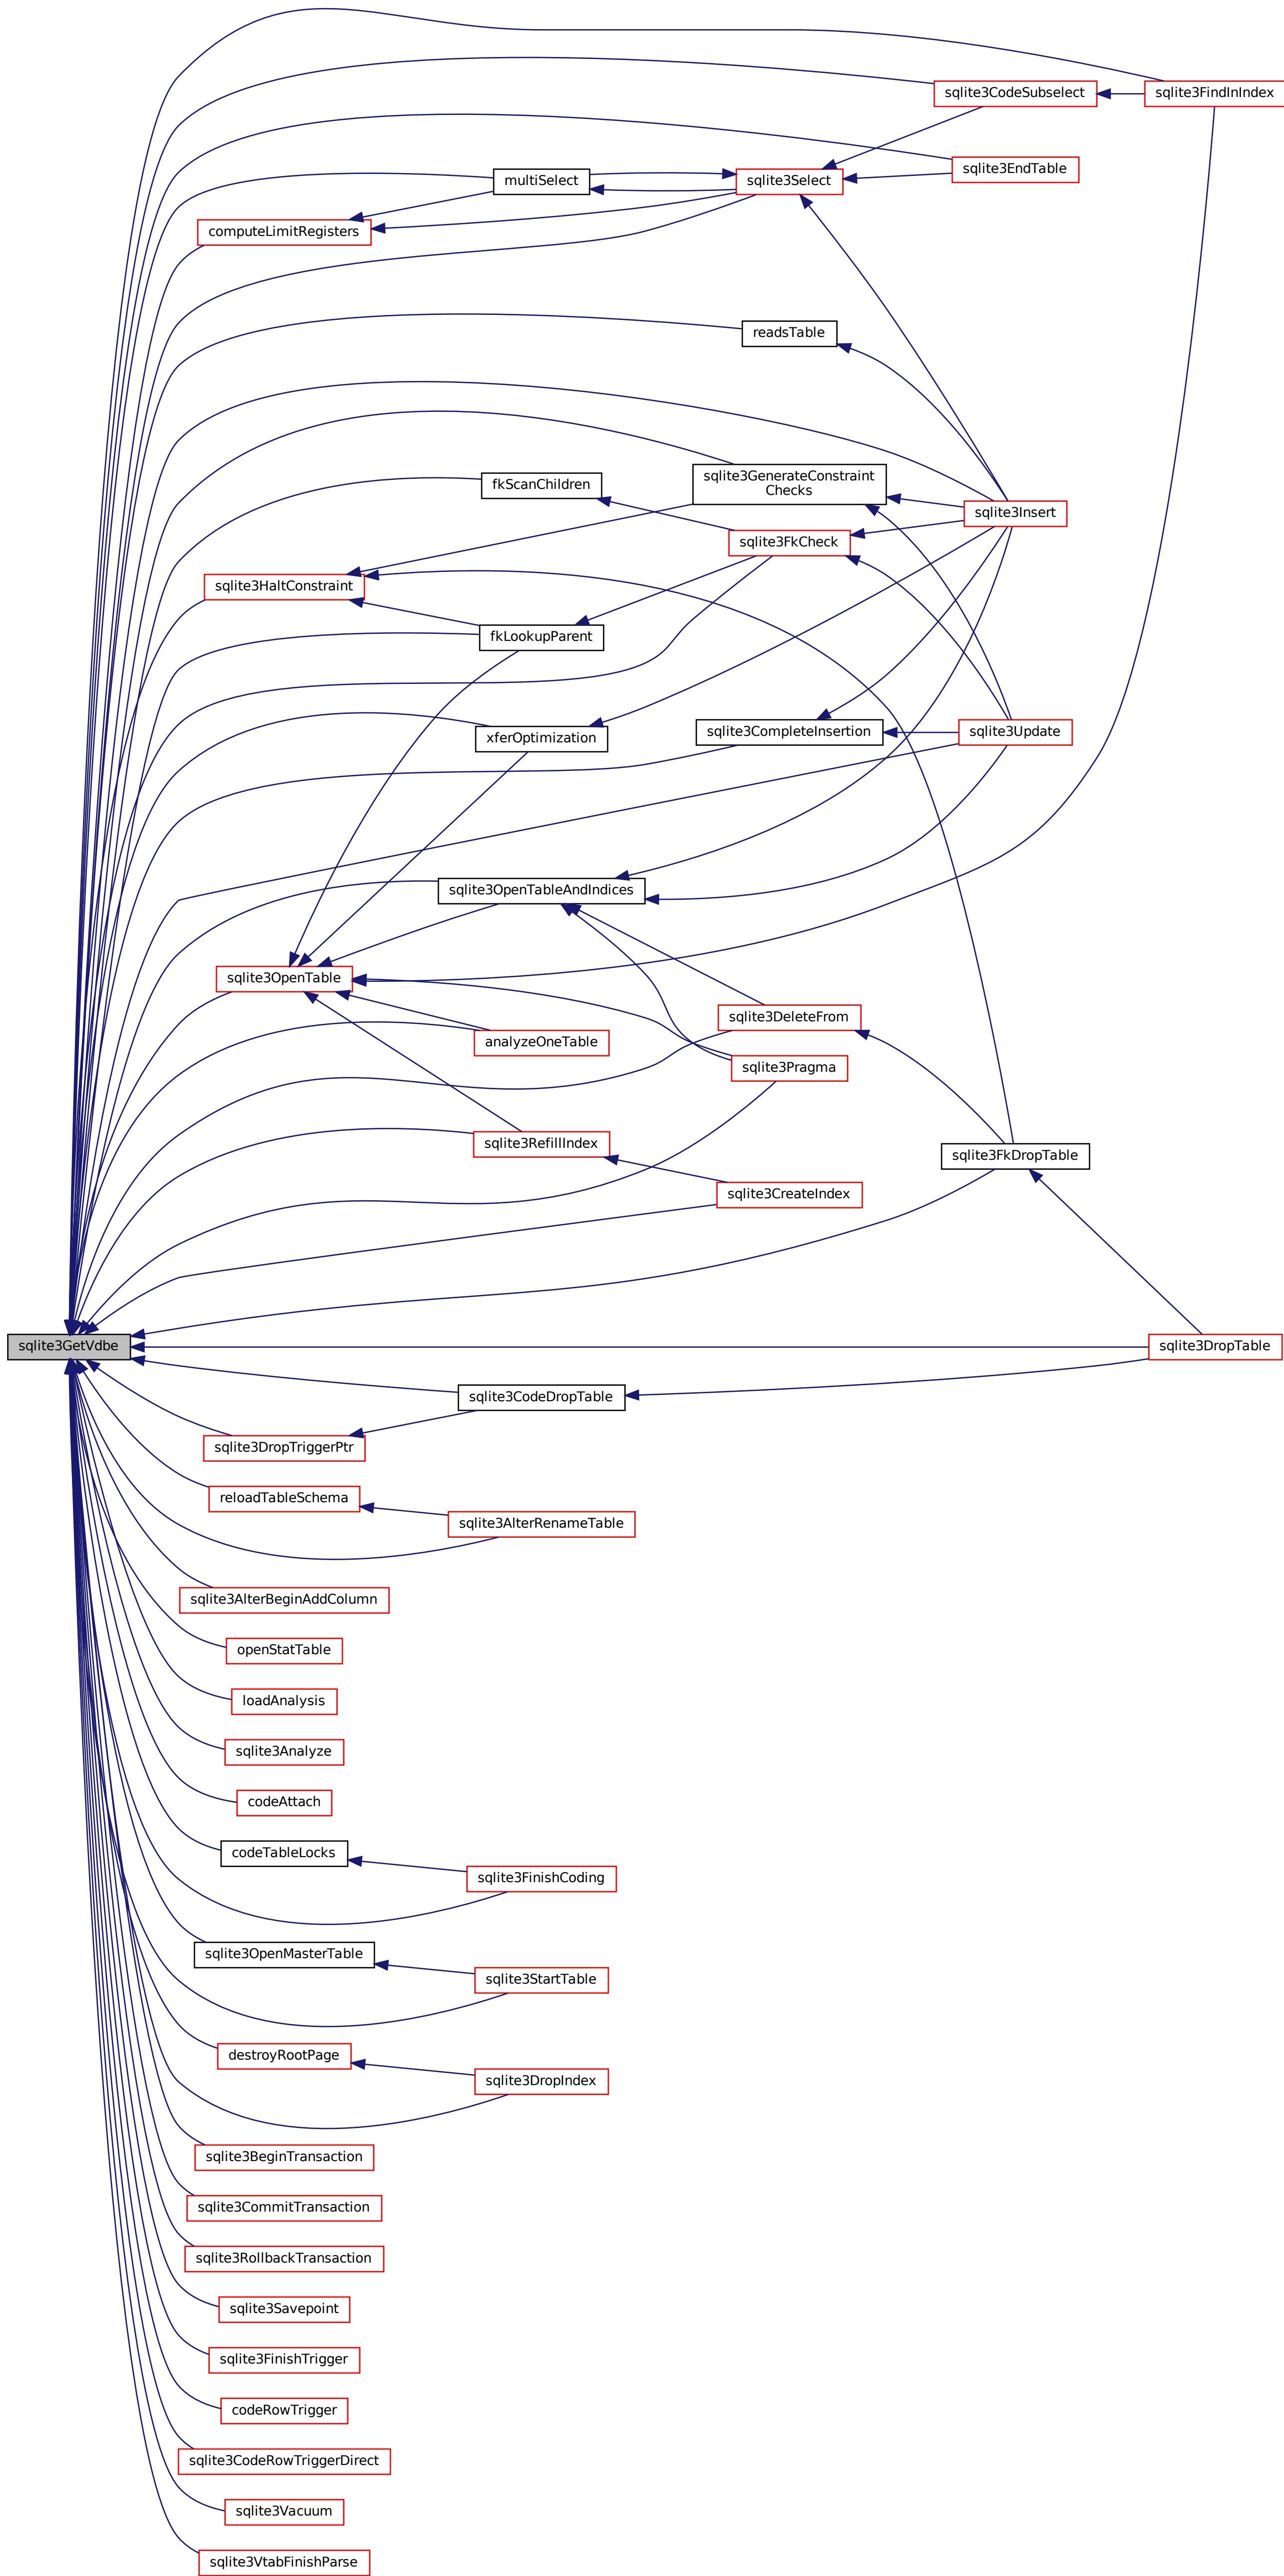 sqlite3CodeSubselect
sqlite3FindInIndex
sqlite3EndTable
multiSelect
sqlite3Select
computeLimitRegisters
readsTable
sqlite3GenerateConstraint
Checks
fkScanChildren
sqlite3Insert
sqlite3FkCheck
sqlite3HaltConstraint
fkLookupParent
xferOptimization
sqlite3CompleteInsertion
sqlite3Update
sqlite3OpenTableAndIndices
sqlite3OpenTable
sqlite3DeleteFrom
analyzeOneTable
sqlite3Pragma
sqlite3RefillIndex
sqlite3FkDropTable
sqlite3CreateIndex
sqlite3GetVdbe
sqlite3DropTable
sqlite3CodeDropTable
sqlite3DropTriggerPtr
reloadTableSchema
sqlite3AlterRenameTable
sqlite3AlterBeginAddColumn
openStatTable
loadAnalysis
sqlite3Analyze
codeAttach
codeTableLocks
sqlite3FinishCoding
sqlite3OpenMasterTable
sqlite3StartTable
destroyRootPage
sqlite3DropIndex
sqlite3BeginTransaction
sqlite3CommitTransaction
sqlite3RollbackTransaction
sqlite3Savepoint
sqlite3FinishTrigger
codeRowTrigger
sqlite3CodeRowTriggerDirect
sqlite3Vacuum
sqlite3VtabFinishParse